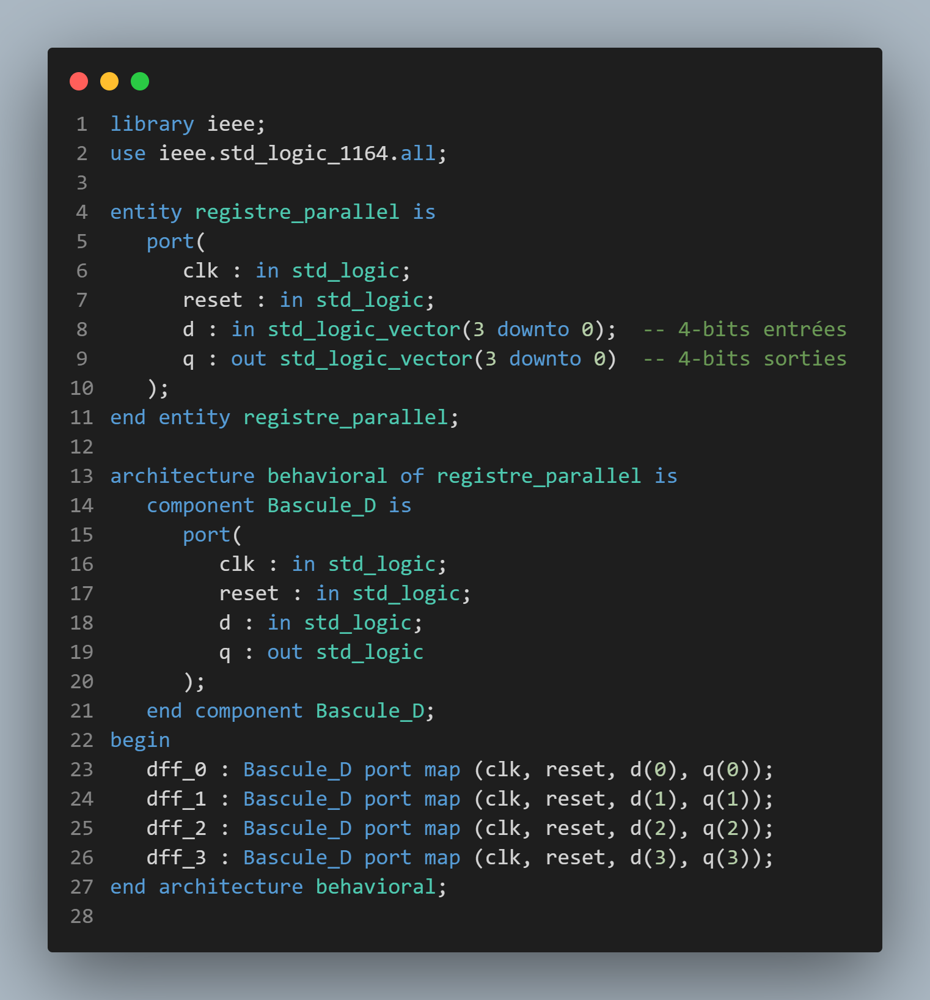 1 library ieee;
2 use ieee.std_logic_1164.all;
3
4 entity registre_parallel is
5    port(
6       clk : in std_logic;
7       reset : in std_logic;
8       d : in std_logic_vector(3 downto 0);  -- 4-bits entrées
9       q : out std_logic_vector(3 downto 0)  -- 4-bits sorties
10    );
11 end entity registre_parallel;
12
13 architecture behavioral of registre_parallel is
14    component Bascule_D is
15       port(
16          clk : in std_logic;
17          reset : in std_logic;
18          d : in std_logic;
19          q : out std_logic
20       );
21    end component Bascule_D;
22 begin
23    dff_0 : Bascule_D port map (clk, reset, d(0), q(0));
24    dff_1 : Bascule_D port map (clk, reset, d(1), q(1));
25    dff_2 : Bascule_D port map (clk, reset, d(2), q(2));
26    dff_3 : Bascule_D port map (clk, reset, d(3), q(3));
27 end architecture behavioral;
28